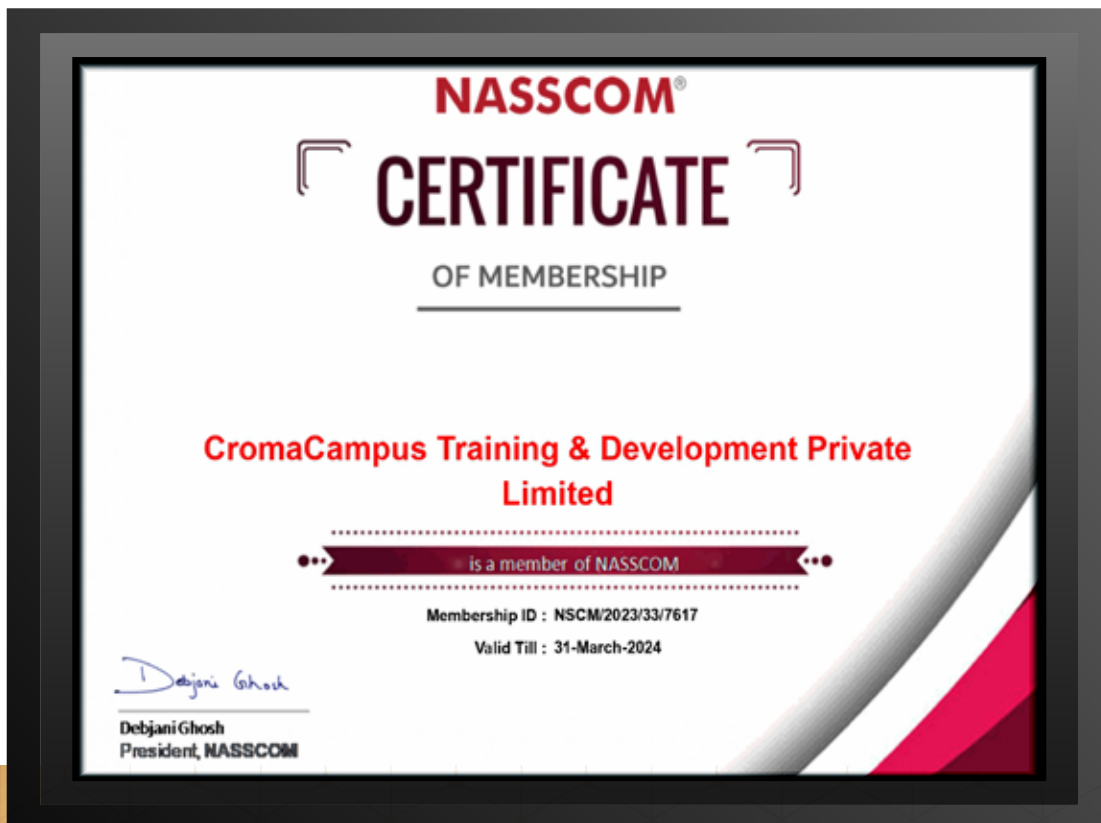 NASSCOM®
CERTIFICATE
OF MEMBERSHIP
CromaCampus Training & Development Private
Limited
is a member of NASSCOM
Membership ID : NSCM/2023/33/7617
Valid Till : 31-March-2024
Debjani Ghosh
Debjani Ghosh
President, NASSCOM